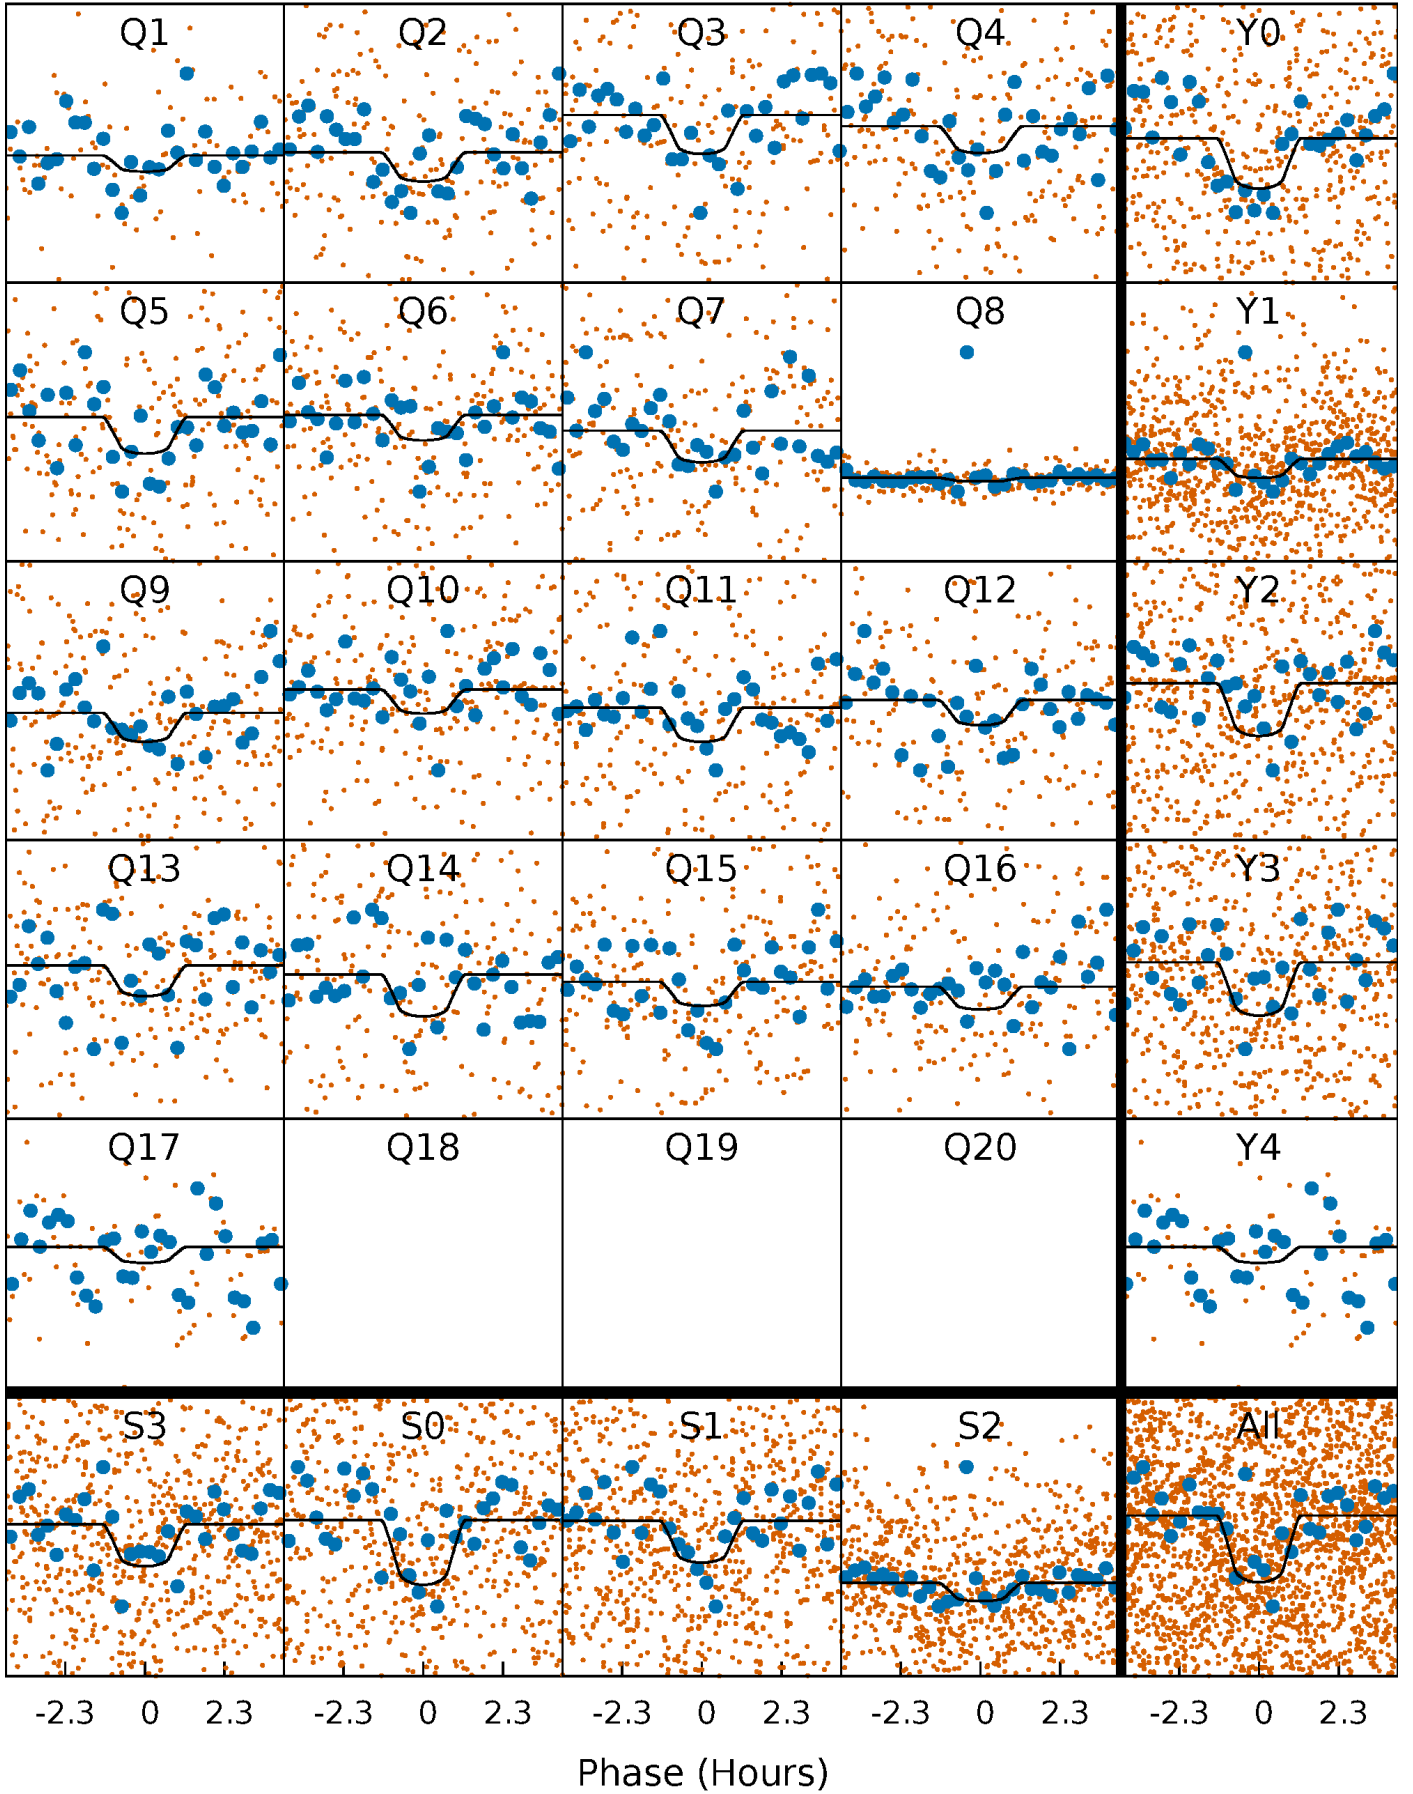 Q1 Q2 Q3 Q4 Y0
Q5 Q6 Q7 Q8 Y1
Q9 Q10 Q11 Q12 Y2
Q13 Q14 Q15 Q16 Y3
Q17 Q18 Q19 Q20 Y4
S3 S0 S1 S2 All
-2.3 0 2.3 -2.3 0 2.3 -2.3 0 2.3 -2.3 0 2.3 -2.3 0 2.3
Phase (Hours)